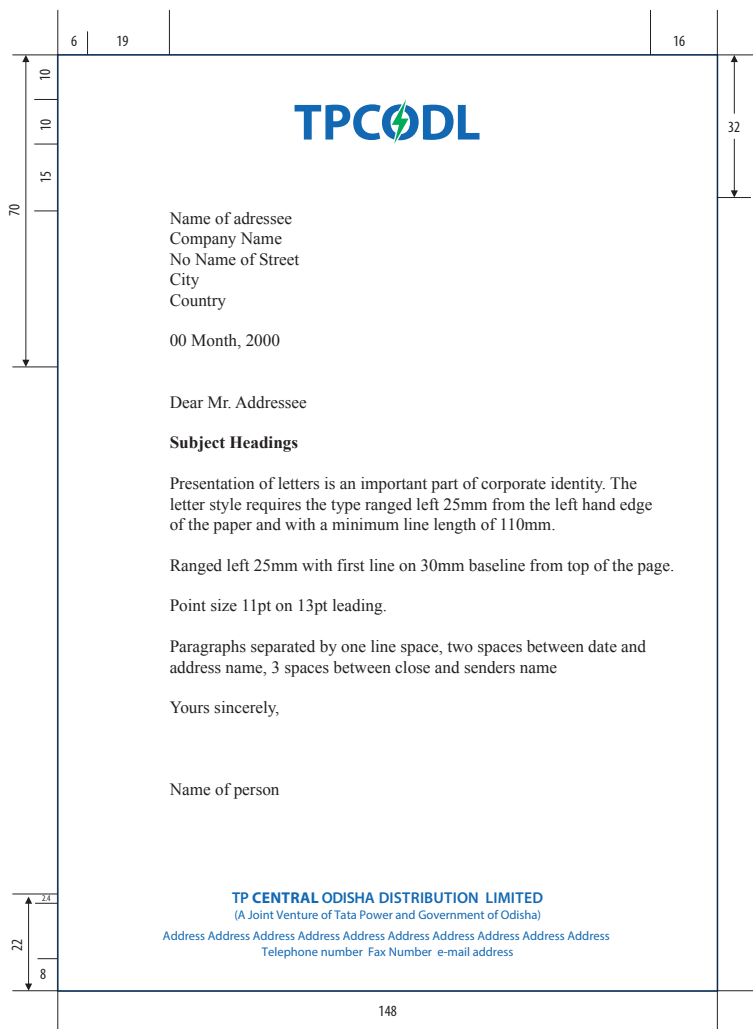 6 19 16
10
10
15
70
32
TPCODL
Name of adressee
Company Name
No Name of Street
City
Country
00 Month, 2000
Dear Mr. Addressee
Subject Headings
Presentation of letters is an important part of corporate identity. The
letter style requires the type ranged left 25mm from the left hand edge
of the paper and with a minimum line length of 110mm.
Ranged left 25mm with first line on 30mm baseline from top of the page.
Point size 11pt on 13pt leading.
Paragraphs separated by one line space, two spaces between date and
address name, 3 spaces between close and senders name
Yours sincerely,
Name of person
2.4
22
8
TP CENTRAL ODISHA DISTRIBUTION LIMITED
(A Joint Venture of Tata Power and Government of Odisha)
Address Address Address Address Address Address Address Address Address Address
Telephone number Fax Number e-mail address
148